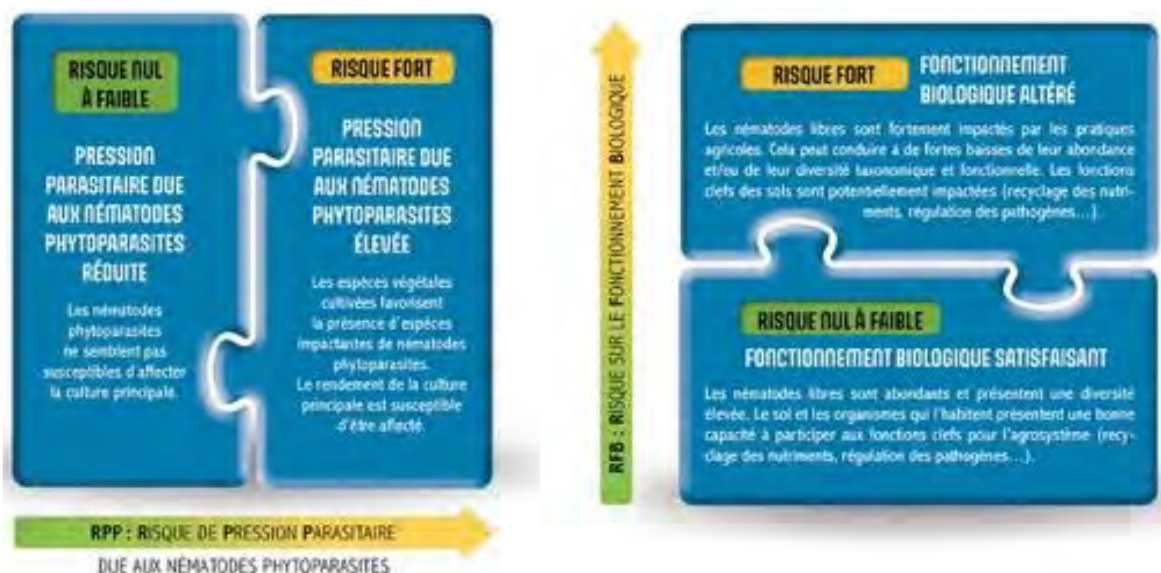 RISQUE NUL
À FAIBLE
PRESSION
PARASITAIRE DUE
AUX NÉMATODES
PHYTOPARASITES
RÉDUITE
Les nématodes
phytoparasites
ne semblent pas
susceptibles d'affecter
la culture principale.
RISQUE FORT
PRESSION
PARASITAIRE DUE
AUX NÉMATODES
PHYTOPARASITES
ÉLEVÉE
Les espèces végétales
cultivées favorisent
la présence d'espèces
impactantes de nématodes
phytoparasites.
Le rendement de la culture
principale est susceptible
d'être affecté.
RPP : RISQUE DE PRESSION PARASITAIRE
DUE AUX NÉMATODES PHYTOPARASITES
RFB : RISQUE SUR LE FONCTIONNEMENT BIOLOGIQUE
RISQUE FORT
FONCTIONNEMENT
BIOLOGIQUE ALTÉRÉ
Les nématodes libres sont fortement impactés par les pratiques
agricoles. Cela peut conduire à de fortes baisses de leur abondance
et/ou de leur diversité taxonomique et fonctionnelle. Les fonctions
clefs des sols sont potentiellement impactées (recyclage des nutri-
ments, régulation des pathogènes...).
RISQUE NUL À FAIBLE
FONCTIONNEMENT BIOLOGIQUE SATISFAISANT
Les nématodes libres sont abondants et présentent une diversité
élevée. Le sol et les organismes qui l'habitent présentent une bonne
capacité à participer aux fonctions clefs pour l'agrosystème (recy-
clage des nutriments, régulation des pathogènes...).